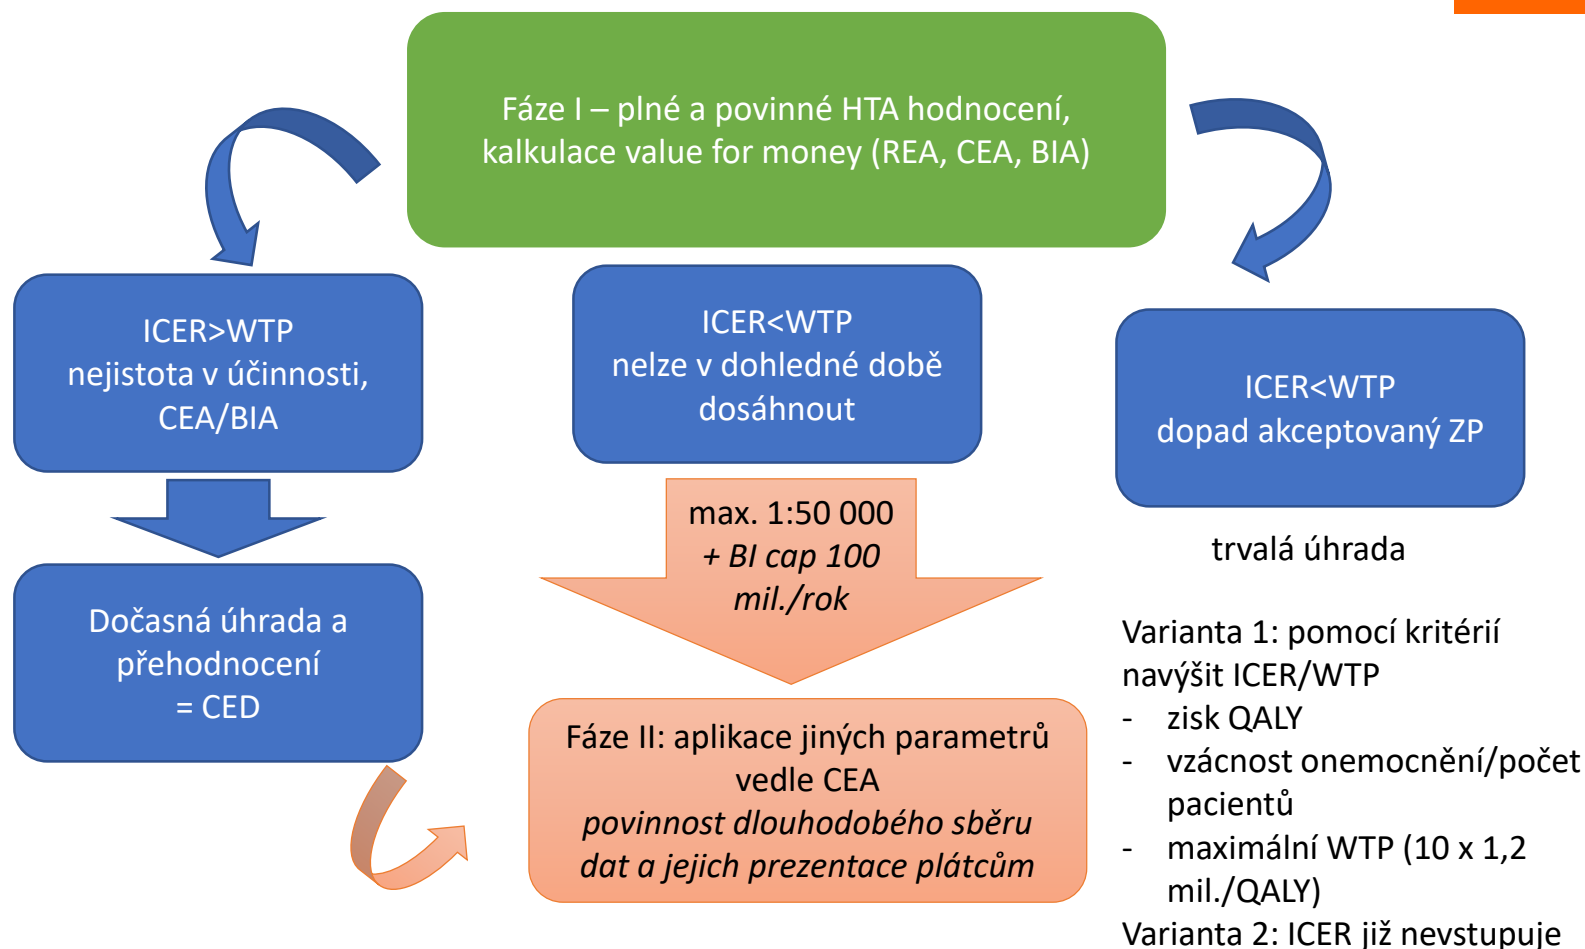 Fáze I – plné a povinné HTA hodnocení,
kalkulace value for money (REA, CEA, BIA)
ICER>WTP
nejistota v účinnosti,
CEA/BIA
ICER<WTP
nelze v dohledné době
dosáhnout
ICER<WTP
dopad akceptovaný ZP
max. 1:50 000
+ BI cap 100
mil./rok
trvalá úhrada
Dočasná úhrada a
přehodnocení
= CED
Fáze II: aplikace jiných parametrů
vedle CEA
povinnost dlouhodobého sběru
dat a jejich prezentace plátcům
Varianta 1: pomocí kritérií
navýšit ICER/WTP
- zisk QALY
- vzácnost onemocnění/počet
pacientů
- maximální WTP (10 x 1,2
mil./QALY)
Varianta 2: ICER již nevstupuje